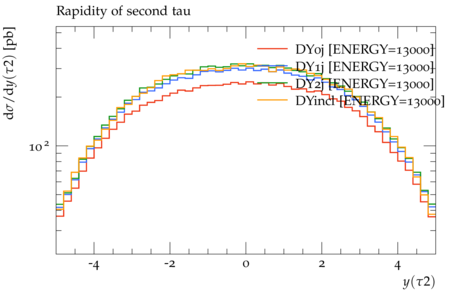 Rapidity of second tau
dσ/dy(τ2) [pb]
DY0j [ENERGY=13000]
DY1j [ENERGY=13000]
DY2j [ENERGY=13000]
DYincl [ENERGY=13000]
10²
-4 -2 0 2 4
y(τ2)